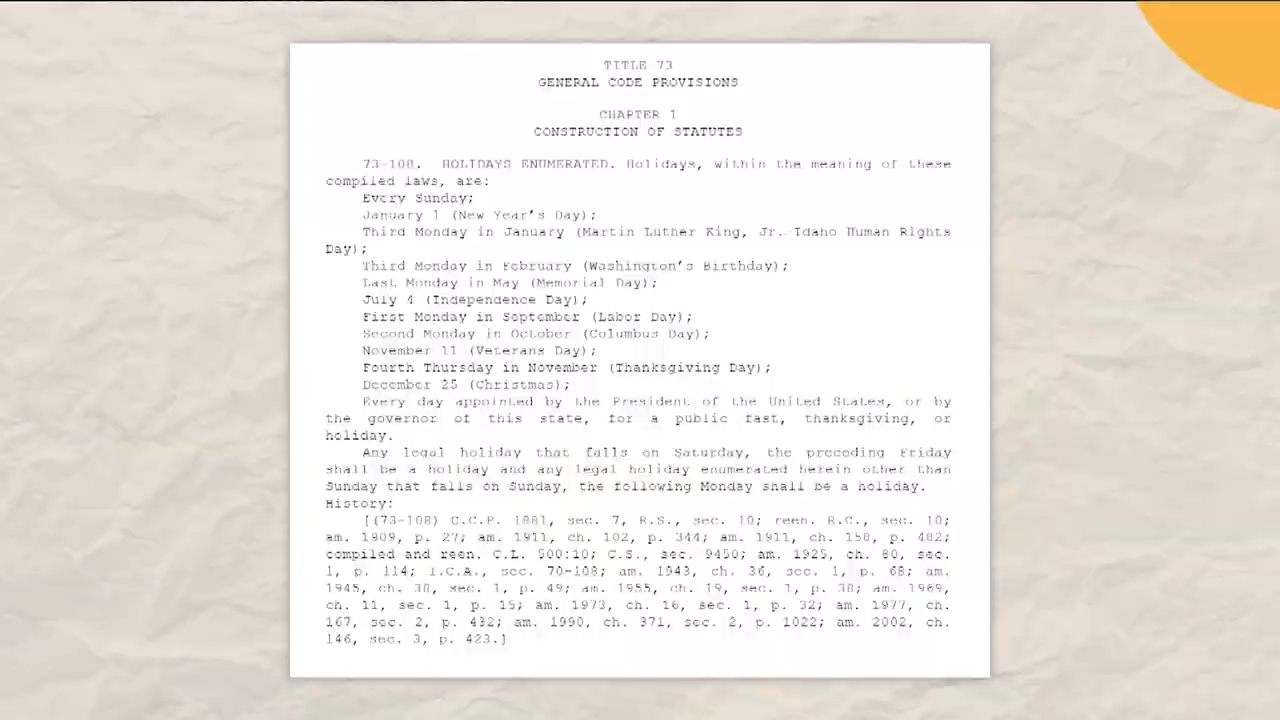 TITLE 73
GENERAL CODE PROVISIONS
CHAPTER 1
CONSTRUCTION OF STATUTES
73-108. HOLIDAYS ENUMERATED. Holidays, within the meaning of these
compiled laws, are:
Every Sunday;
January 1 (New Year's Day);
Third Monday in January (Martin Luther King, Jr.-Idaho Human Rights
Day);
Third Monday in February (Washington's Birthday);
Last Monday in May (Memorial Day);
July 4 (Independence Day);
First Monday in September (Labor Day);
Second Monday in October (Columbus Day);
November 11 (Veterans Day);
Fourth Thursday in November (Thanksgiving Day);
December 25 (Christmas);
Every day appointed by the President of the United States, or by
the governor of this state, for a public fast, thanksgiving, or
holiday.
Any legal holiday that falls on Saturday, the preceding Friday
shall be a holiday and any legal holiday enumerated herein other than
Sunday that falls on Sunday, the following Monday shall be a holiday.
History:
[(73-108) C.C.P. 1881, sec. 7, R.S., sec. 10; reen. R.C., sec. 10;
am. 1909, p. 27; am. 1911, ch. 102, p. 344; am. 1911, ch. 158, p. 482;
compiled and reen. C.L. 500:10; C.S., sec. 9450; am. 1925, ch. 80, sec.
1, p. 114; I.C.A., sec. 70-108; am. 1943, ch. 36, sec. 1, p. 68; am.
1945, ch. 38, sec. 1, p. 49; am. 1955, ch. 19, sec. 1, p. 38; am. 1969,
ch. 11, sec. 1, p. 15; am. 1973, ch. 16, sec. 1, p. 32; am. 1977, ch.
167, sec. 2, p. 432; am. 1990, ch. 371, sec. 2, p. 1022; am. 2002, ch.
146, sec. 3, p. 423.]